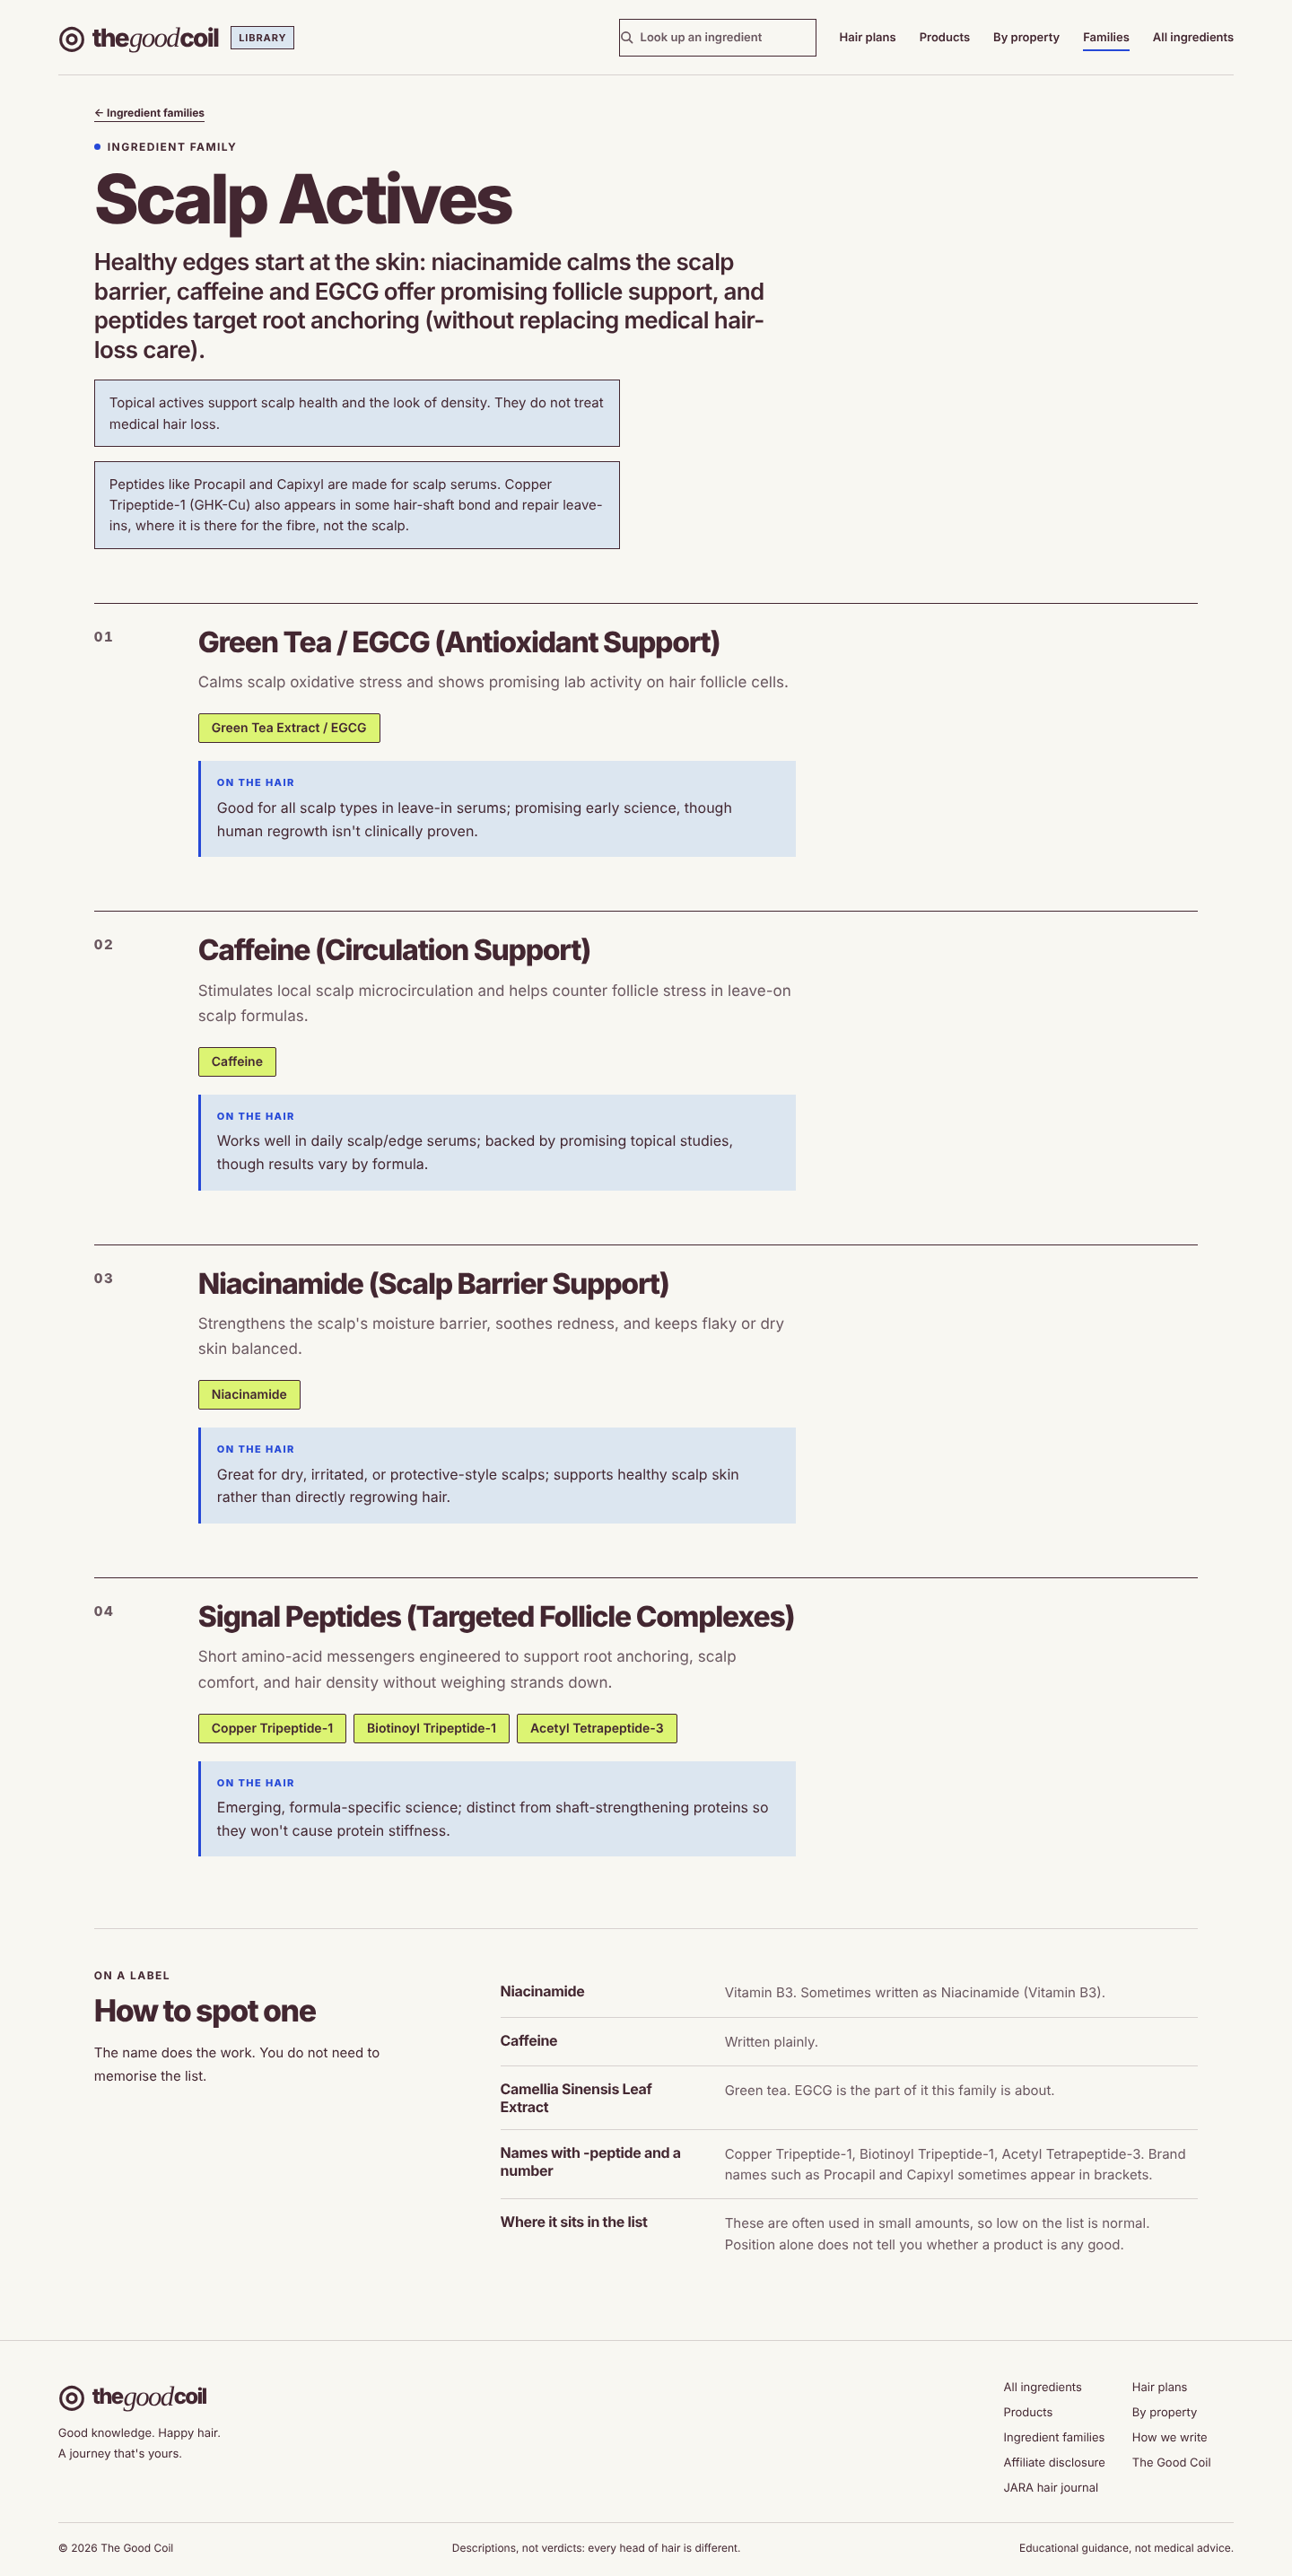 thegoodcoil LIBRARY
Look up an ingredient
Hair plans Products By property Families All ingredients
← Ingredient families
INGREDIENT FAMILY
Scalp Actives
Healthy edges start at the skin: niacinamide calms the scalp
barrier, caffeine and EGCG offer promising follicle support, and
peptides target root anchoring (without replacing medical hair-
loss care).
Topical actives support scalp health and the look of density. They do not treat
medical hair loss.
Peptides like Procapil and Capixyl are made for scalp serums. Copper
Tripeptide-1 (GHK-Cu) also appears in some hair-shaft bond and repair leave-
ins, where it is there for the fibre, not the scalp.
01
Green Tea / EGCG (Antioxidant Support)
Calms scalp oxidative stress and shows promising lab activity on hair follicle cells.
Green Tea Extract / EGCG
ON THE HAIR
Good for all scalp types in leave-in serums; promising early science, though
human regrowth isn't clinically proven.
02
Caffeine (Circulation Support)
Stimulates local scalp microcirculation and helps counter follicle stress in leave-on
scalp formulas.
Caffeine
ON THE HAIR
Works well in daily scalp/edge serums; backed by promising topical studies,
though results vary by formula.
03
Niacinamide (Scalp Barrier Support)
Strengthens the scalp's moisture barrier, soothes redness, and keeps flaky or dry
skin balanced.
Niacinamide
ON THE HAIR
Great for dry, irritated, or protective-style scalps; supports healthy scalp skin
rather than directly regrowing hair.
04
Signal Peptides (Targeted Follicle Complexes)
Short amino-acid messengers engineered to support root anchoring, scalp
comfort, and hair density without weighing strands down.
Copper Tripeptide-1 Biotinoyl Tripeptide-1 Acetyl Tetrapeptide-3
ON THE HAIR
Emerging, formula-specific science; distinct from shaft-strengthening proteins so
they won't cause protein stiffness.
ON A LABEL
How to spot one
The name does the work. You do not need to
memorise the list.
Niacinamide
Vitamin B3. Sometimes written as Niacinamide (Vitamin B3).
Caffeine
Written plainly.
Camellia Sinensis Leaf
Extract
Green tea. EGCG is the part of it this family is about.
Names with -peptide and a
number
Copper Tripeptide-1, Biotinoyl Tripeptide-1, Acetyl Tetrapeptide-3. Brand
names such as Procapil and Capixyl sometimes appear in brackets.
Where it sits in the list
These are often used in small amounts, so low on the list is normal.
Position alone does not tell you whether a product is any good.
thegoodcoil
Good knowledge. Happy hair.
A journey that's yours.
All ingredients
Products
Ingredient families
Affiliate disclosure
JARA hair journal
Hair plans
By property
How we write
The Good Coil
© 2026 The Good Coil
Descriptions, not verdicts: every head of hair is different.
Educational guidance, not medical advice.